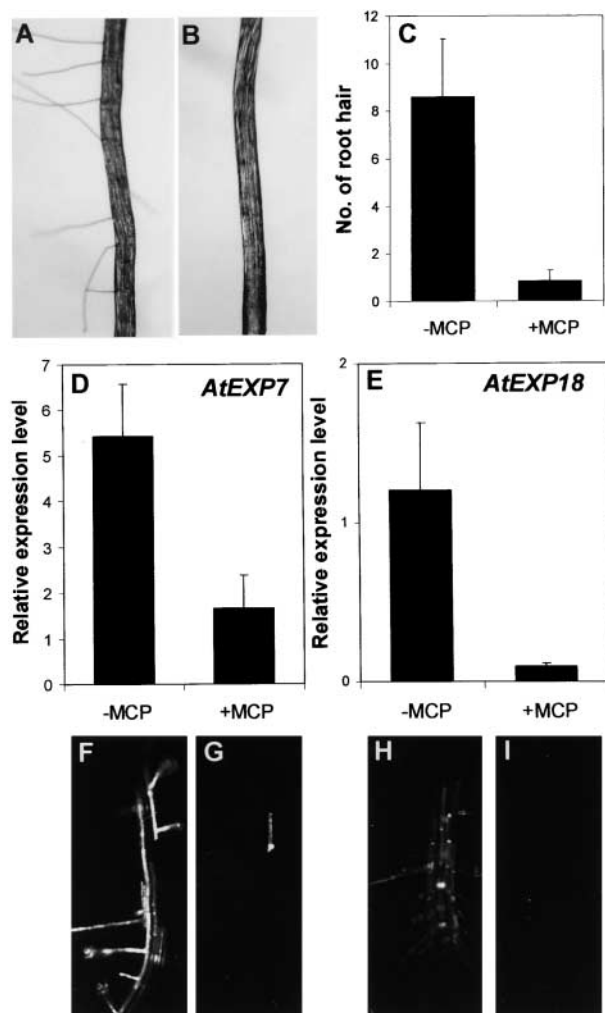 A
B
C
No. of root hair
12
10
8
6
4
2
0
-MCP
+MCP
D
AtEXP7
Relative expression level
7
6
5
4
3
2
1
0
-MCP
+MCP
E
AtEXP18
Relative expression level
2
1
0
-MCP
+MCP
F
G
H
I